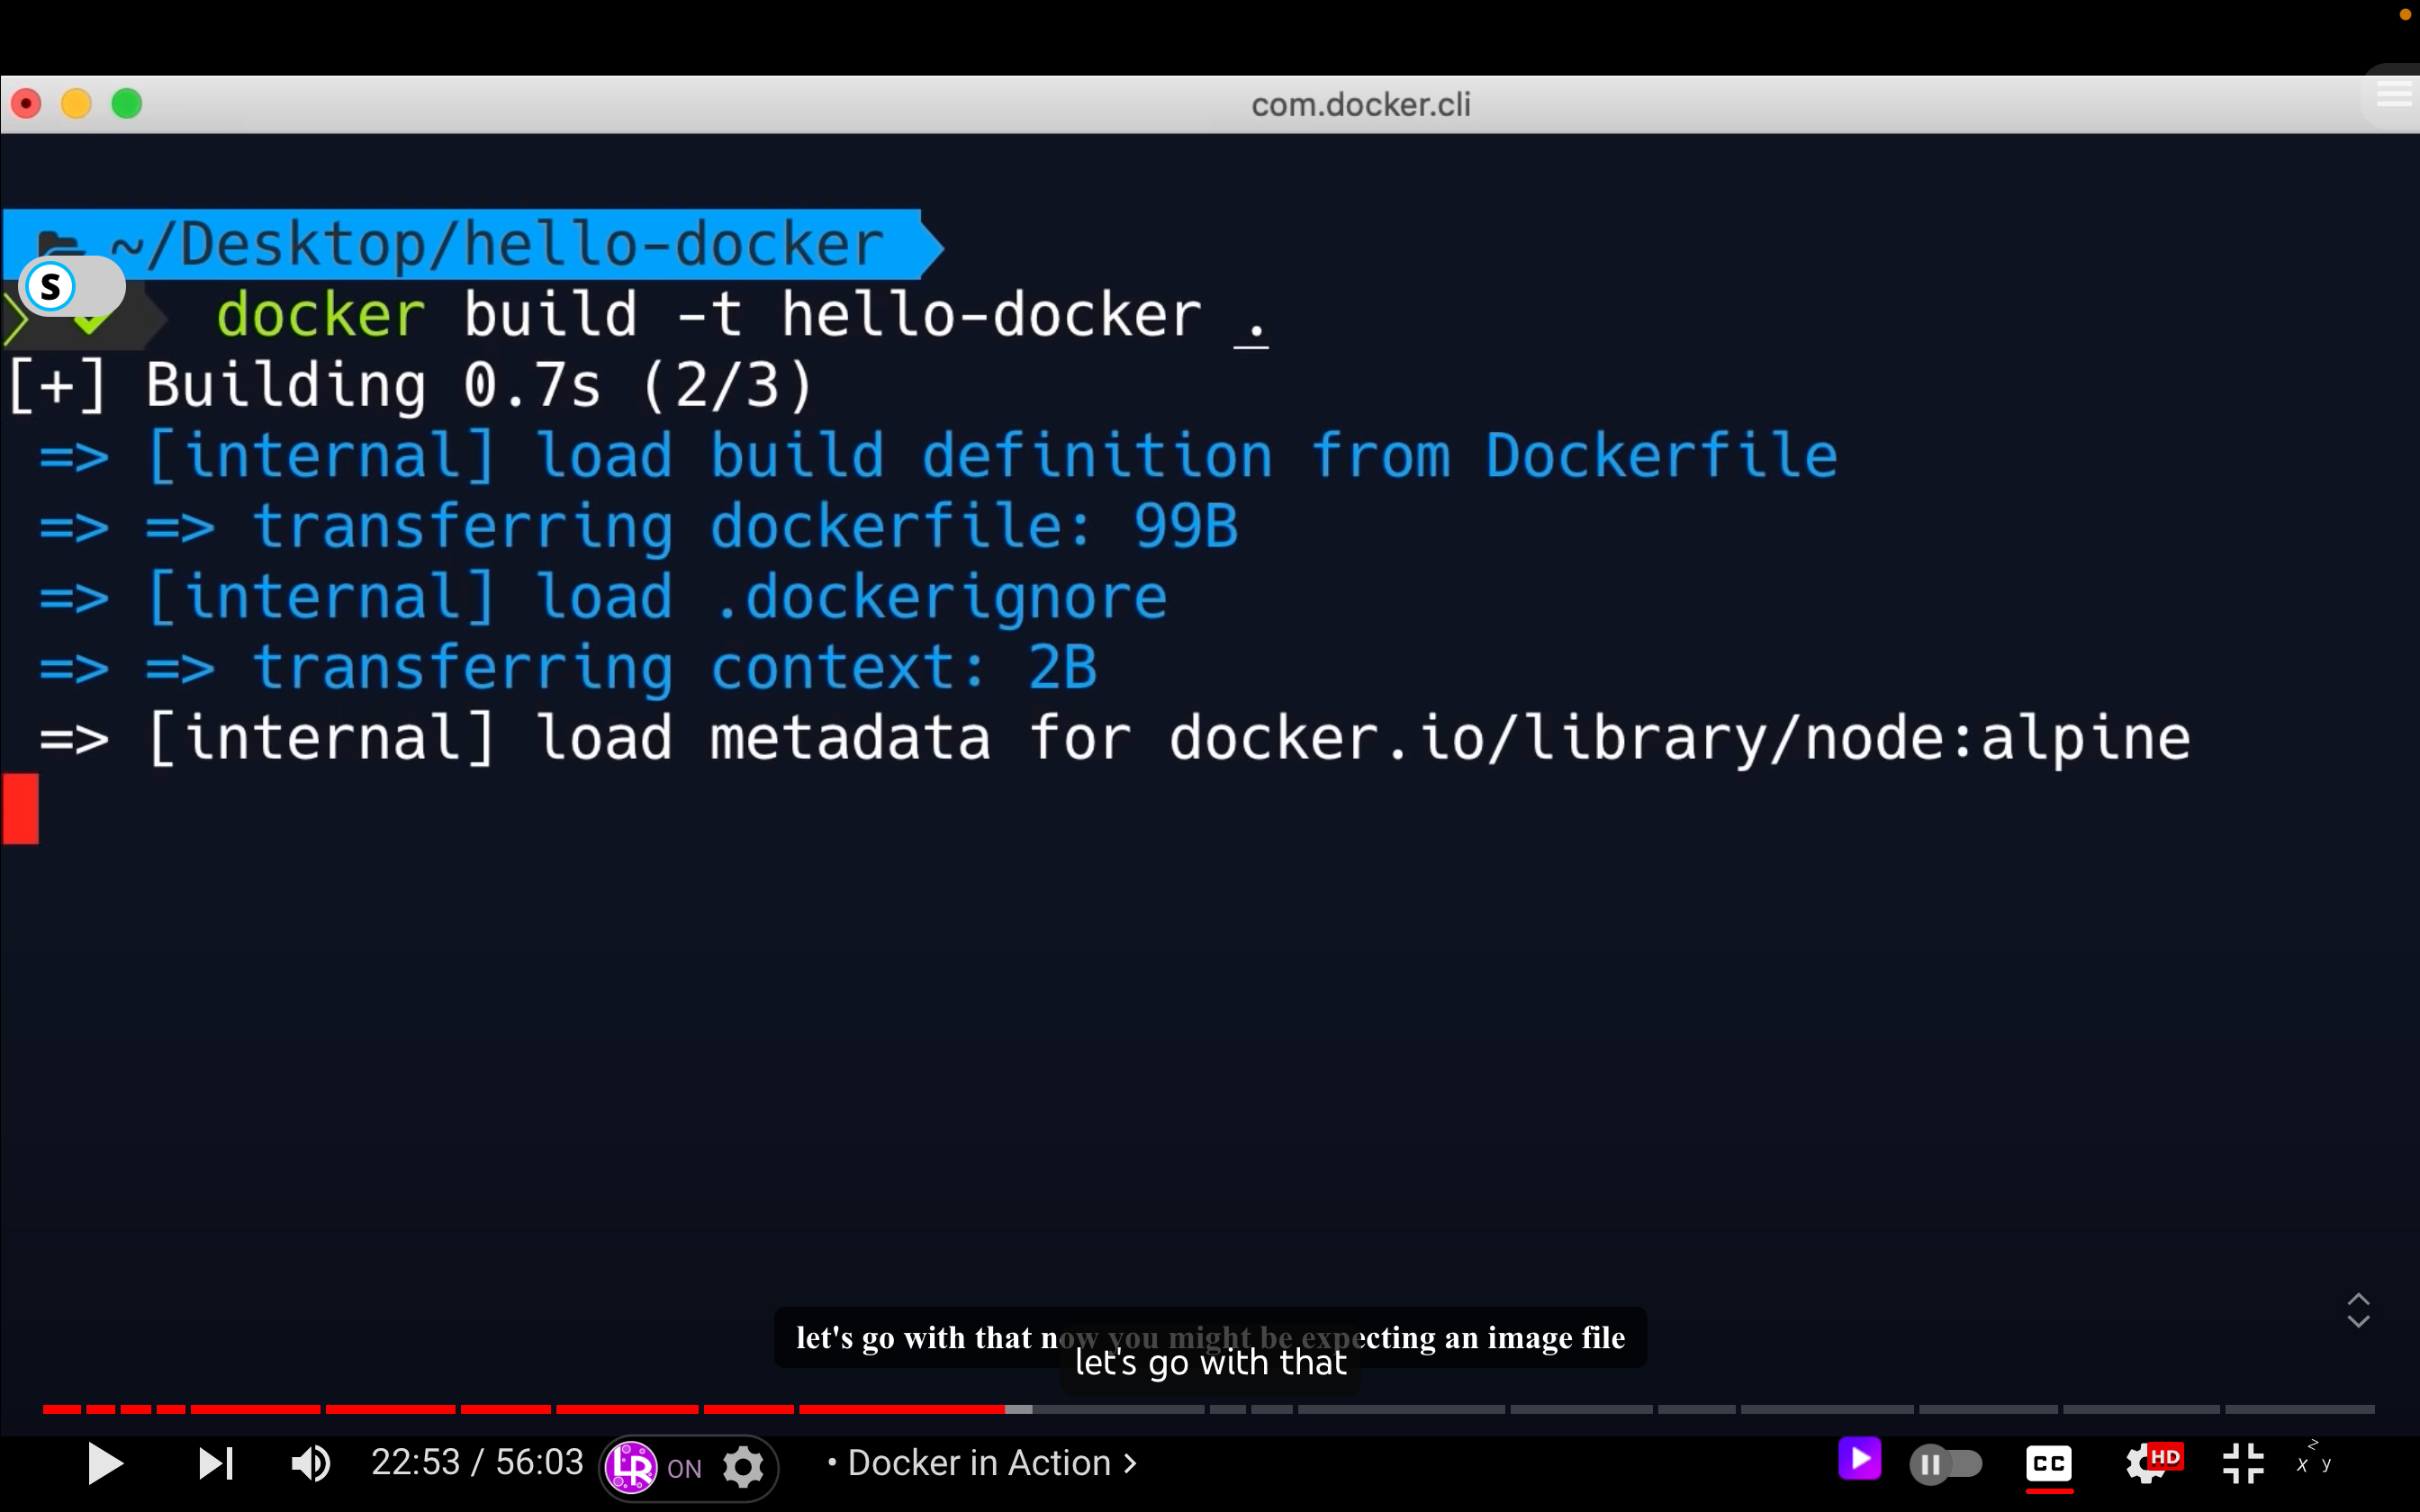 com.docker.cli
~/Desktop/hello-docker
S
docker build -t hello-docker .
[+] Building 0.7s (2/3)
=> [internal] load build definition from Dockerfile
=> => transferring dockerfile: 99B
=> [internal] load .dockerignore
=> => transferring context: 2B
=> [internal] load metadata for docker.io/library/node:alpine
let's go with that now you might be expecting an image file
let's go with that
22:53 / 56:03 LR ON • Docker in Action > CC HD z x y